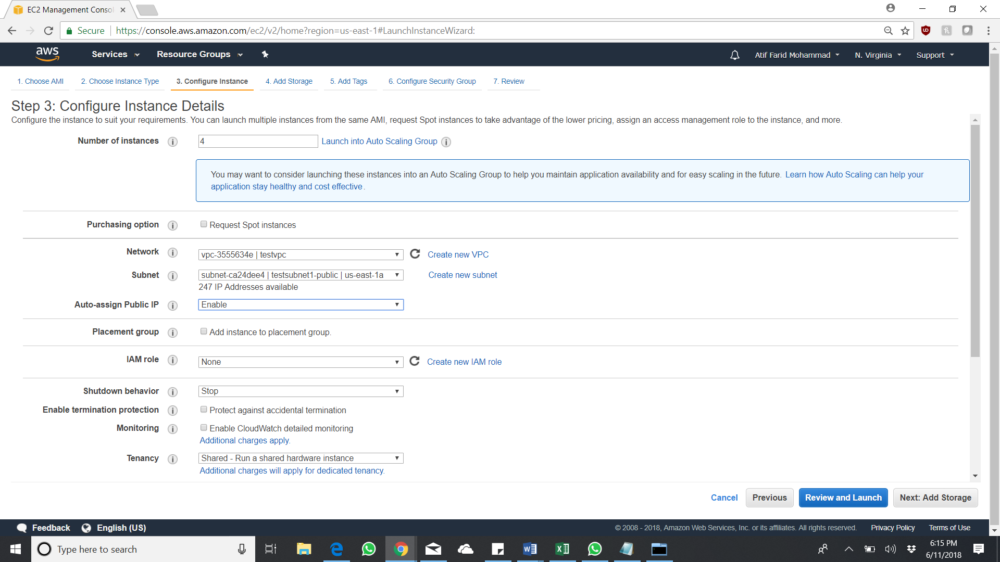 EC2 Management Consol
Secure
https://console.aws.amazon.com/ec2/v2/home?region=us-east-1#LaunchInstanceWizard:
aws
Services
Resource Groups
Atif Farid Mohammad
N. Virginia
Support
1. Choose AMI
2. Choose Instance Type
3. Configure Instance
4. Add Storage
5. Add Tags
6. Configure Security Group
7. Review
Step 3: Configure Instance Details
Configure the instance to suit your requirements. You can launch multiple instances from the same AMI, request Spot instances to take advantage of the lower pricing, assign an access management role to the instance, and more.
Number of instances
4
Launch into Auto Scaling Group
You may want to consider launching these instances into an Auto Scaling Group to help you maintain application availability and for easy scaling in the future. Learn how Auto Scaling can help your
application stay healthy and cost effective.
Purchasing option
Request Spot instances
Network
vpc-3555634e | testvpc
Create new VPC
Subnet
subnet-ca24dee4 | testsubnet1-public | us-east-1a
Create new subnet
247 IP Addresses available
Auto-assign Public IP
Enable
Placement group
Add instance to placement group.
IAM role
None
Create new IAM role
Shutdown behavior
Stop
Enable termination protection
Protect against accidental termination
Monitoring
Enable CloudWatch detailed monitoring
Additional charges apply.
Tenancy
Shared - Run a shared hardware instance
Additional charges will apply for dedicated tenancy.
Cancel
Previous
Review and Launch
Next: Add Storage
Feedback
English (US)
© 2008 - 2018, Amazon Web Services, Inc. or its affiliates. All rights reserved.
Privacy Policy
Terms of Use
Type here to search
6:15 PM
6/11/2018